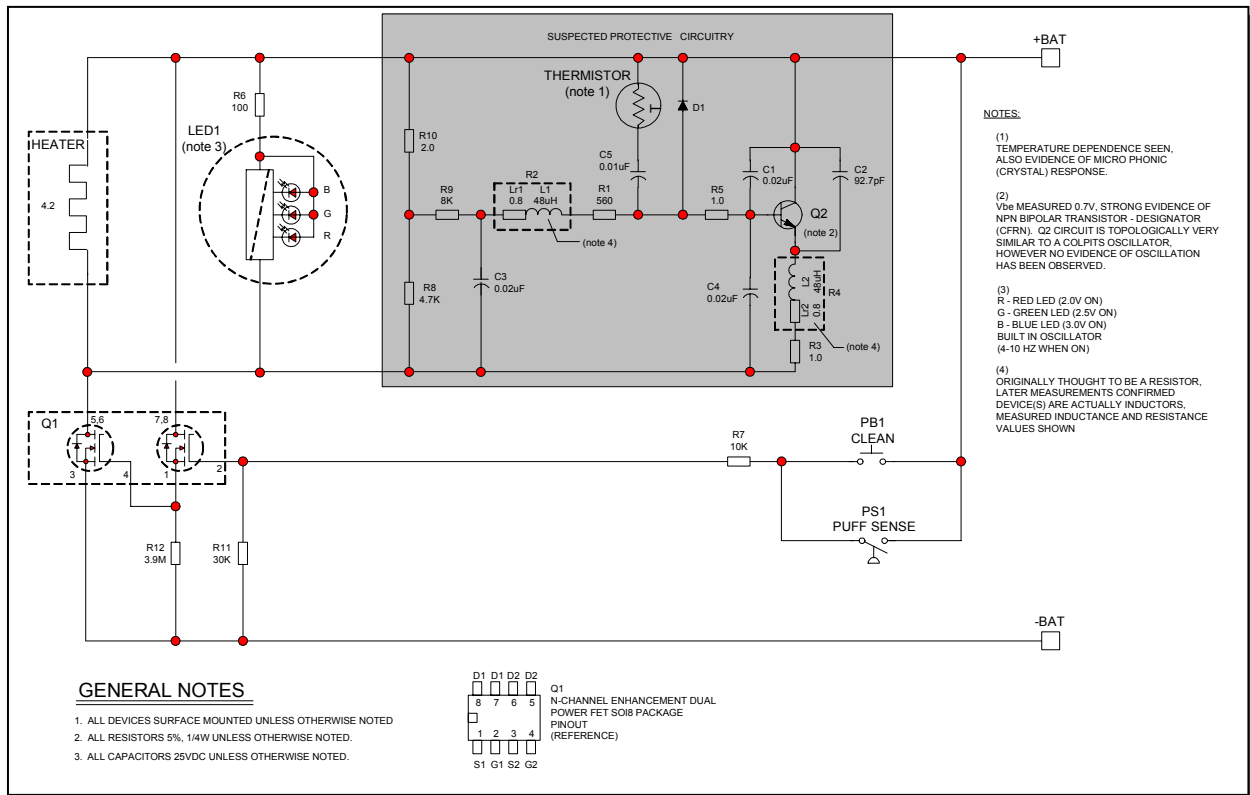 SUSPECTED PROTECTIVE CIRCUITRY
+BAT
THERMISTOR
(note 1)
R6
100
D1
LED1
(note 3)
HEATER
4.2
B
G
R
R10
2.0
C5
0.01uF
C1
0.02uF
C2
92.7pF
R9
8K
R2
Lr1
0.8
L1
48uH
R1
560
R5
1.0
Q2
(note 2)
(note 4)
C3
0.02uF
R8
4.7K
C4
0.02uF
L2
48uH
Lr2
0.8
R4
R3
1.0
(note 4)
NOTES:
(1)
TEMPERATURE DEPENDENCE SEEN,
ALSO EVIDENCE OF MICRO PHONIC
(CRYSTAL) RESPONSE.
(2)
Vbe MEASURED 0.7V, STRONG EVIDENCE OF
NPN BIPOLAR TRANSISTOR - DESIGNATOR
(CFRN). Q2 CIRCUIT IS TOPOLOGICALLY VERY
SIMILAR TO A COLPITS OSCILLATOR,
HOWEVER NO EVIDENCE OF OSCILLATION
HAS BEEN OBSERVED.
(3)
R - RED LED (2.0V ON)
G - GREEN LED (2.5V ON)
B - BLUE LED (3.0V ON)
BUILT IN OSCILLATOR
(4-10 HZ WHEN ON)
(4)
ORIGINALLY THOUGHT TO BE A RESISTOR,
LATER MEASUREMENTS CONFIRMED
DEVICE(S) ARE ACTUALLY INDUCTORS,
MEASURED INDUCTANCE AND RESISTANCE
VALUES SHOWN
Q1
5,6
7,8
3
4
1
2
R7
10K
PB1
CLEAN
PS1
PUFF SENSE
R12
3.9M
R11
30K
-BAT
GENERAL NOTES
1. ALL DEVICES SURFACE MOUNTED UNLESS OTHERWISE NOTED
2. ALL RESISTORS 5%, 1/4W UNLESS OTHERWISE NOTED.
3. ALL CAPACITORS 25VDC UNLESS OTHERWISE NOTED.
D1 D1 D2 D2
8 7 6 5
1 2 3 4
S1 G1 S2 G2
Q1
N-CHANNEL ENHANCEMENT DUAL
POWER FET SOI8 PACKAGE
PINOUT
(REFERENCE)